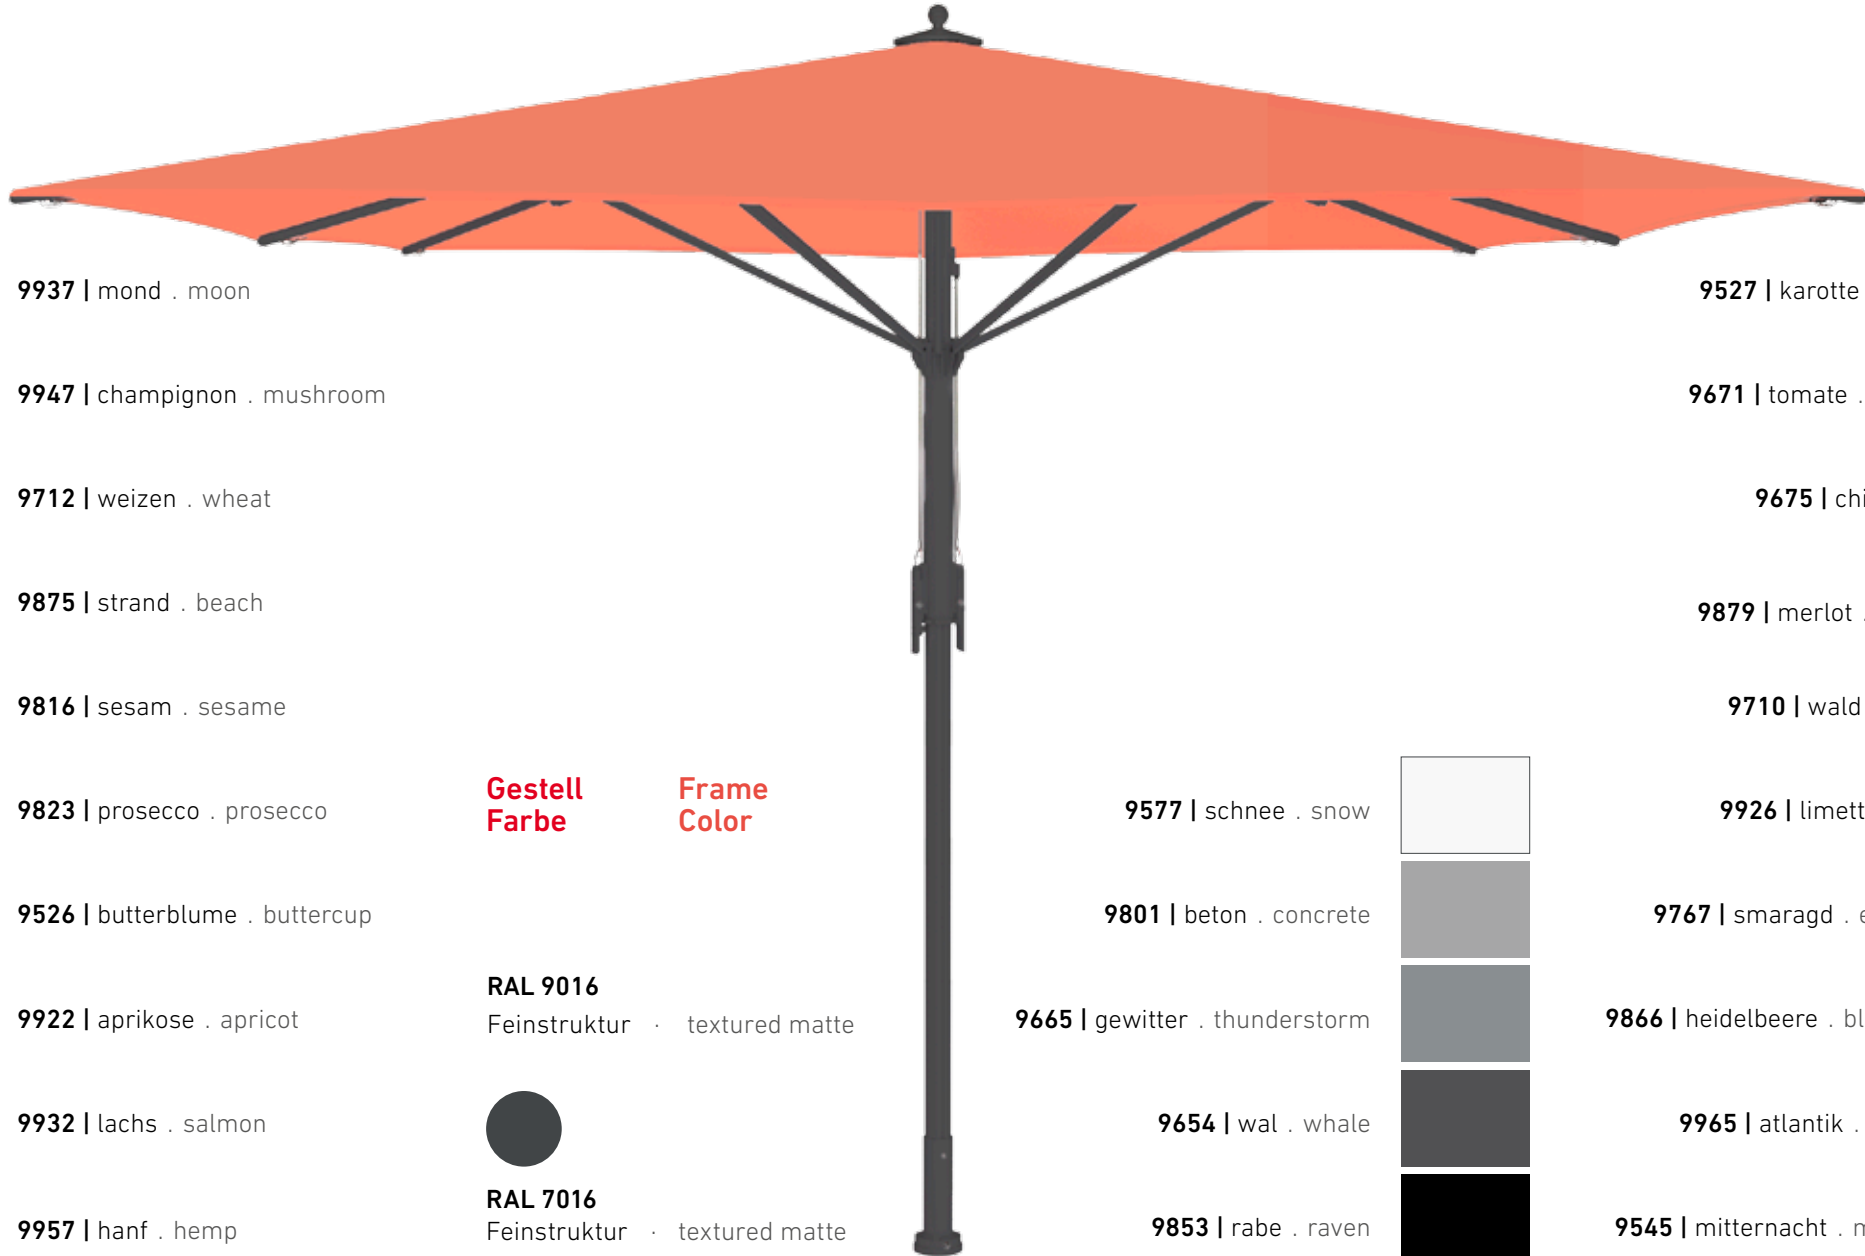 9937 | mond . moon
9947 | champignon . mushroom
9712 | weizen . wheat
9875 | strand . beach
9816 | sesam . sesame
9823 | prosecco . prosecco
9526 | butterblume . buttercup
9922 | aprikose . apricot
9932 | lachs . salmon
9957 | hanf . hemp
Gestell
Farbe
Frame
Color
RAL 9016
Feinstruktur · textured matte
RAL 7016
Feinstruktur · textured matte
9577 | schnee . snow
9801 | beton . concrete
9665 | gewitter . thunderstorm
9654 | wal . whale
9853 | rabe . raven
9527 | karotte
9671 | tomate .
9675 |
9879 | merlot .
9710 | wald
9926 |
9767 | smaragd .
9866 | heidelbeere .
9965 | atlantik .
9545 | mitternacht .